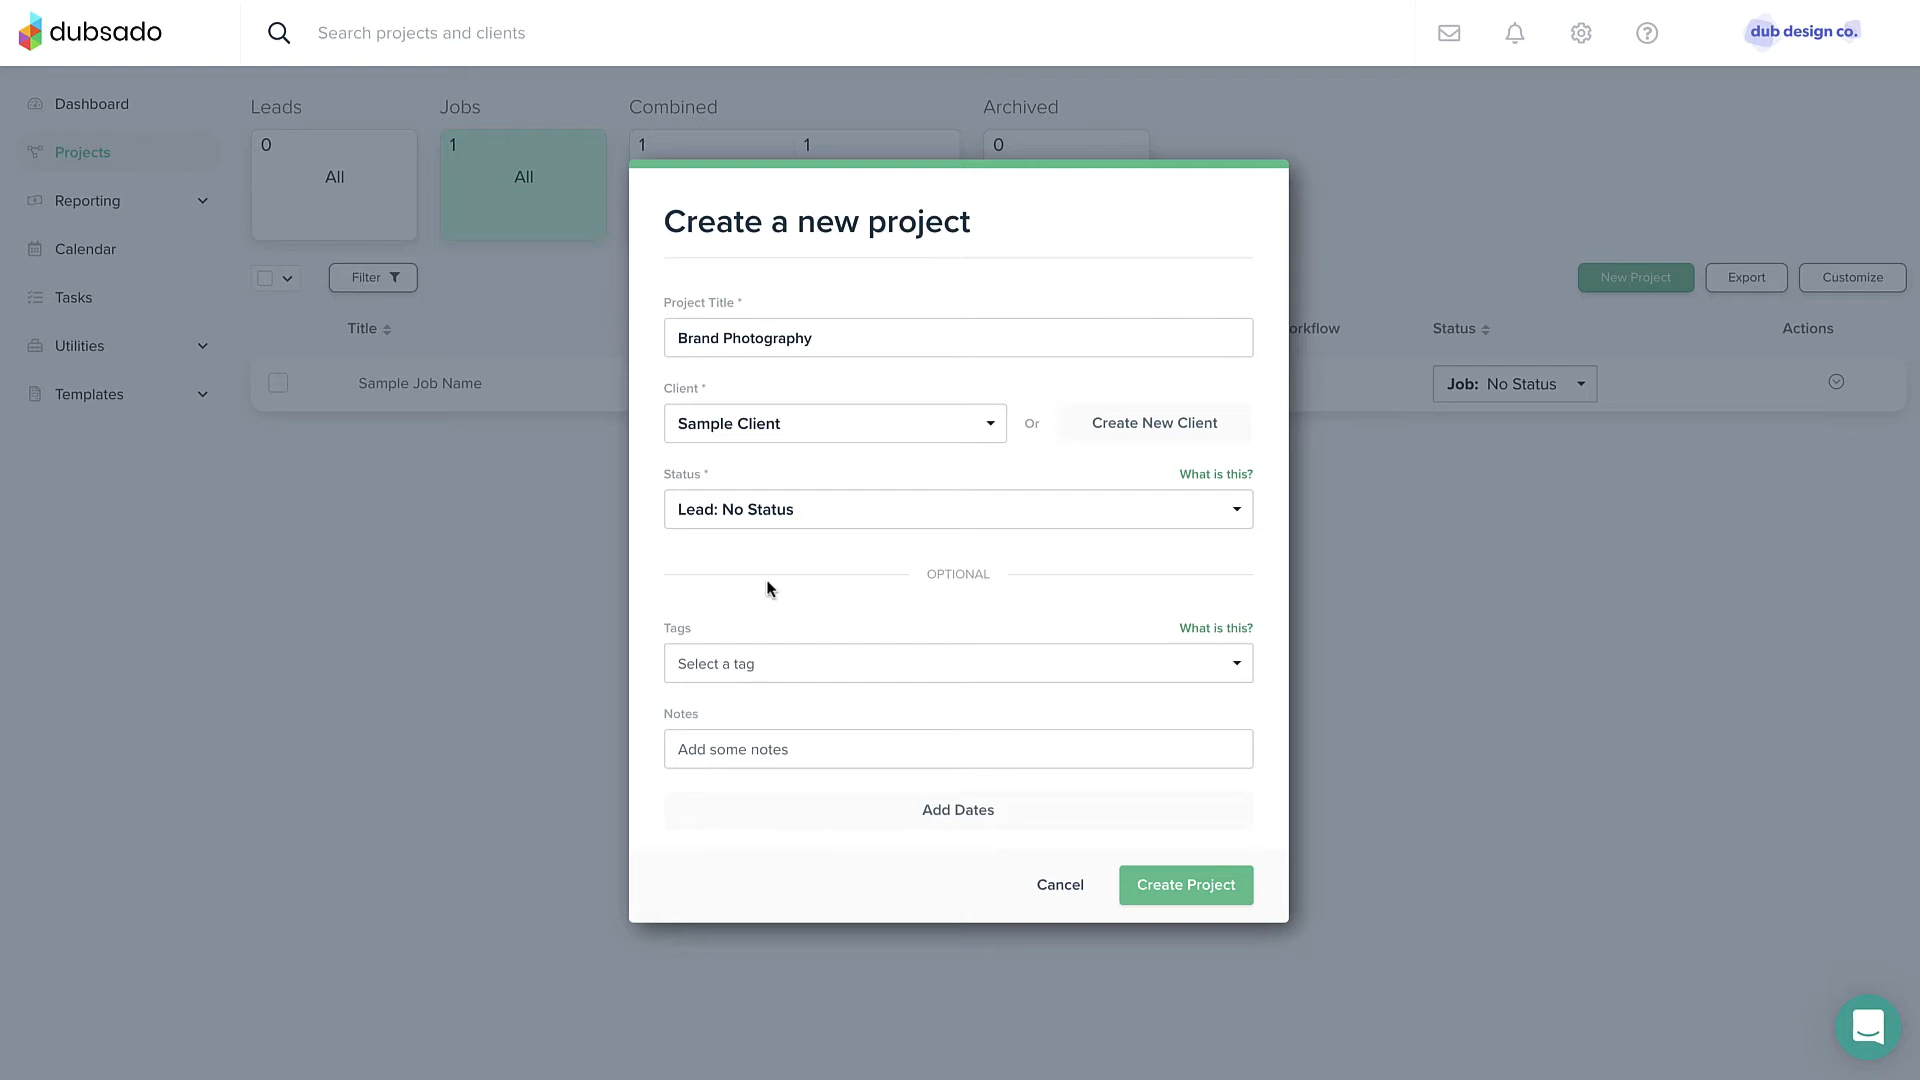 dubsado
Search projects and clients
dub design co.
Dashboard
Projects
Reporting
Calendar
Tasks
Utilities
Templates
Leads
Jobs
Combined
Archived
0
1
1
1
0
All
All
Filter
New Project
Export
Customize
Title
orkflow
Status
Actions
Sample Job Name
Job: No Status
Create a new project
Project Title *
Brand Photography
Client *
Sample Client
Or
Create New Client
Status *
What is this?
Lead: No Status
OPTIONAL
Tags
What is this?
Select a tag
Notes
Add some notes
Add Dates
Cancel
Create Project